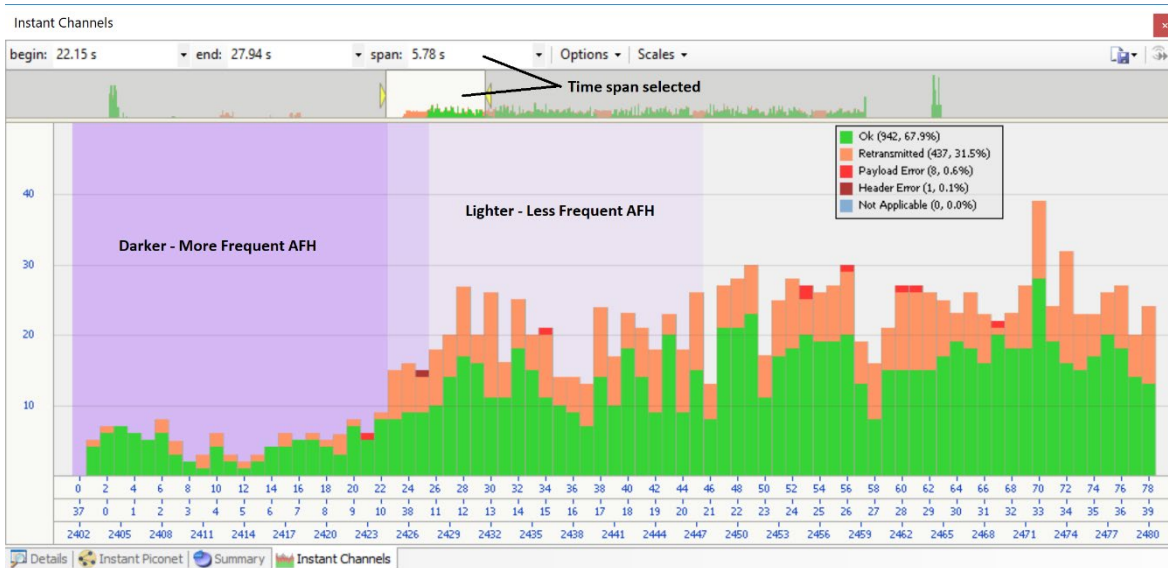 Instant Channels
begin: 22.15 s end: 27.94 s span: 5.78 s Options Scales
Time span selected
Ok (942, 67.9%)
Retransmitted (437, 31.5%)
Payload Error (8, 0.6%)
Header Error (1, 0.1%)
Not Applicable (0, 0.0%)
Lighter - Less Frequent AFH
Darker - More Frequent AFH
40
30
20
10
0 2 4 6 8 10 12 14 16 18 20 22 24 26 28 30 32 34 36 38 40 42 44 46 48 50 52 54 56 58 60 62 64 66 68 70 72 74 76 78
37 0 1 2 3 4 5 6 7 8 9 10 38 11 12 13 14 15 16 17 18 19 20 21 22 23 24 25 26 27 28 29 30 31 32 33 34 35 36 39
2402 2405 2408 2411 2414 2417 2420 2423 2426 2429 2432 2435 2438 2441 2444 2447 2450 2453 2456 2459 2462 2465 2468 2471 2474 2477 2480
Details Instant Piconet Summary Instant Channels